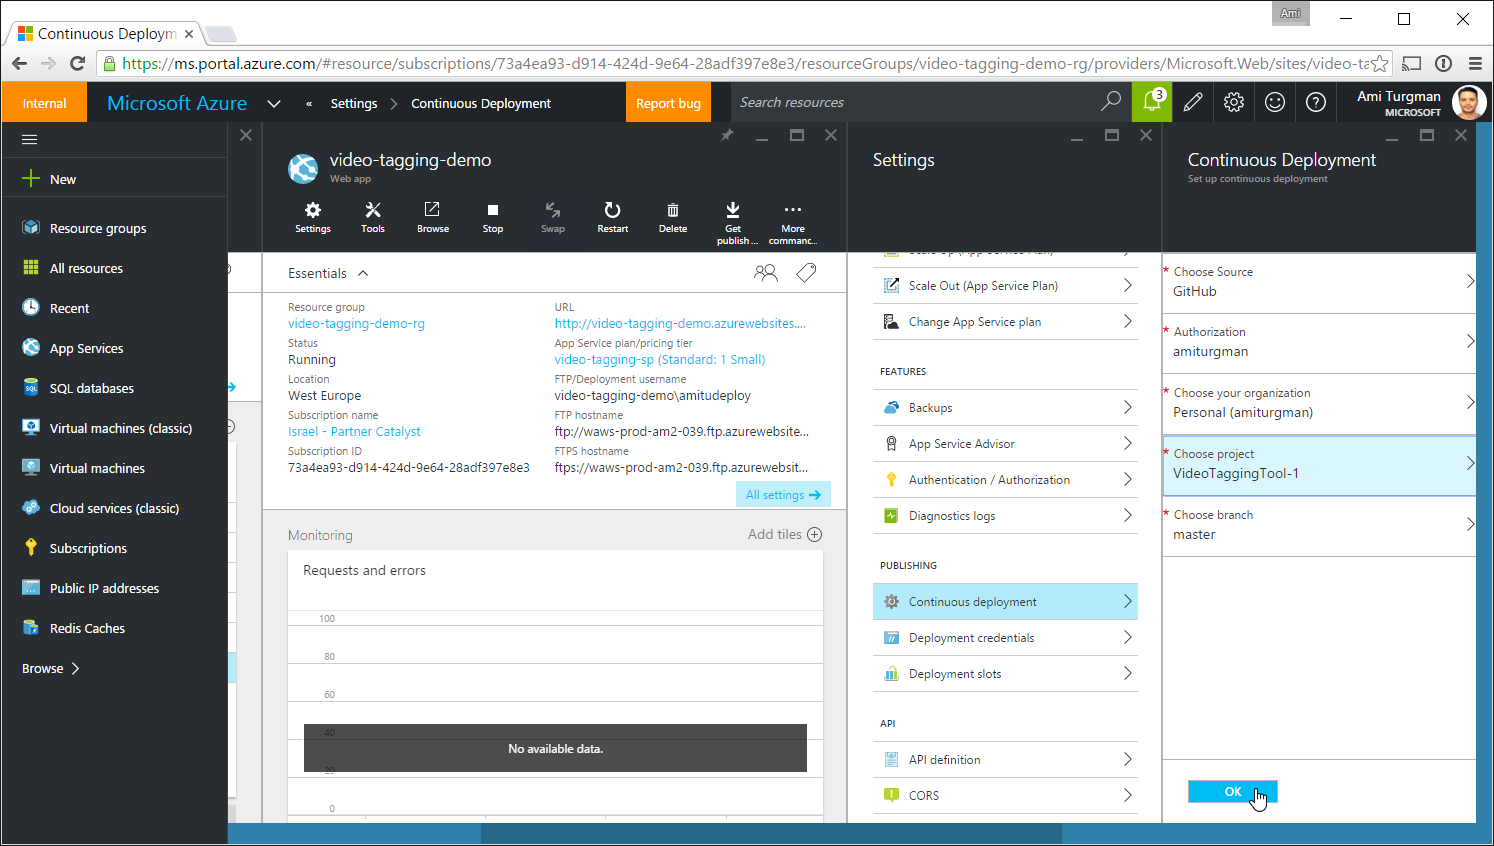 Ami
Continuous Deploym
https://ms.portal.azure.com/#resource/subscriptions/73a4ea93-d914-424d-9e64-28adf397e8e3/resourceGroups/video-tagging-demo-rg/providers/Microsoft.Web/sites/video-ta
Internal
Microsoft Azure
« Settings > Continuous Deployment
Report bug
Search resources
3
Ami Turgman
MICROSOFT
New
Resource groups
All resources
Recent
App Services
SQL databases
Virtual machines (classic)
Virtual machines
Cloud services (classic)
Subscriptions
Public IP addresses
Redis Caches
Browse
video-tagging-demo
Web app
Settings
Tools
Browse
Stop
Swap
Restart
Delete
Get publish...
More commanc...
Essentials
Resource group
video-tagging-demo-rg
Status
Running
Location
West Europe
Subscription name
Israel - Partner Catalyst
Subscription ID
73a4ea93-d914-424d-9e64-28adf397e8e3
URL
http://video-tagging-demo.azurewebsites....
App Service plan/pricing tier
video-tagging-sp (Standard: 1 Small)
FTP/Deployment username
video-tagging-demo\amitudeploy
FTP hostname
ftp://waws-prod-am2-039.ftp.azurewebsite...
FTPS hostname
ftps://waws-prod-am2-039.ftp.azurewebsit...
All settings
Monitoring
Add tiles
Requests and errors
100
80
60
40
No available data.
20
0
Settings
Scale Up (App Service Plan)
Scale Out (App Service Plan)
Change App Service plan
FEATURES
Backups
App Service Advisor
Authentication / Authorization
Diagnostics logs
PUBLISHING
Continuous deployment
Deployment credentials
Deployment slots
API
API definition
CORS
Continuous Deployment
Set up continuous deployment
* Choose Source
GitHub
* Authorization
amiturgman
* Choose your organization
Personal (amiturgman)
* Choose project
VideoTaggingTool-1
* Choose branch
master
OK